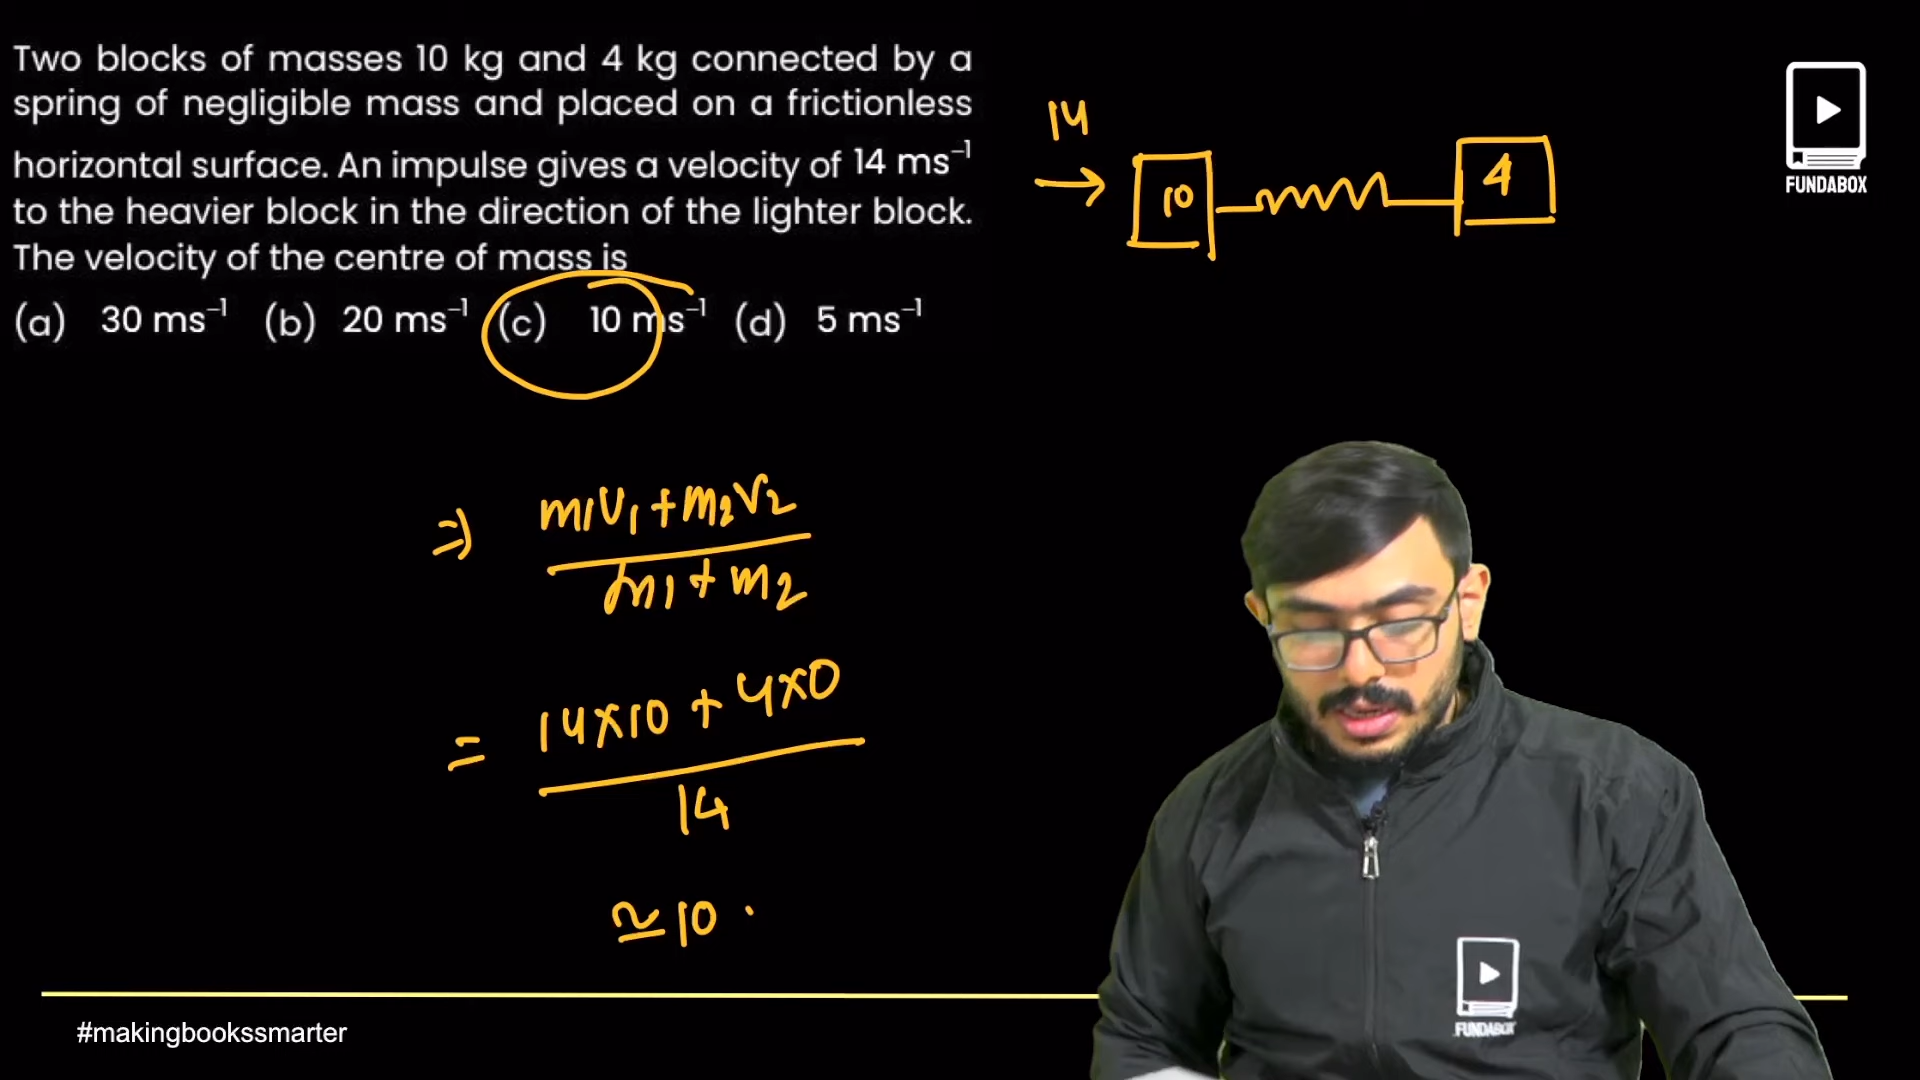 Two blocks of masses 10 kg and 4 kg connected by a
spring of negligible mass and placed on a frictionless
horizontal surface. An impulse gives a velocity of 14 ms⁻¹
to the heavier block in the direction of the lighter block.
The velocity of the centre of mass is
(a) 30 ms⁻¹ (b) 20 ms⁻¹ (c) 10 ms⁻¹ (d) 5 ms⁻¹
14
10
4
FUNDABOX
⇒ m1v1+m2v2
m1+m2
= 14×10 + 4×0
14
≃10.
FUNDABOX
#makingbookssmarter